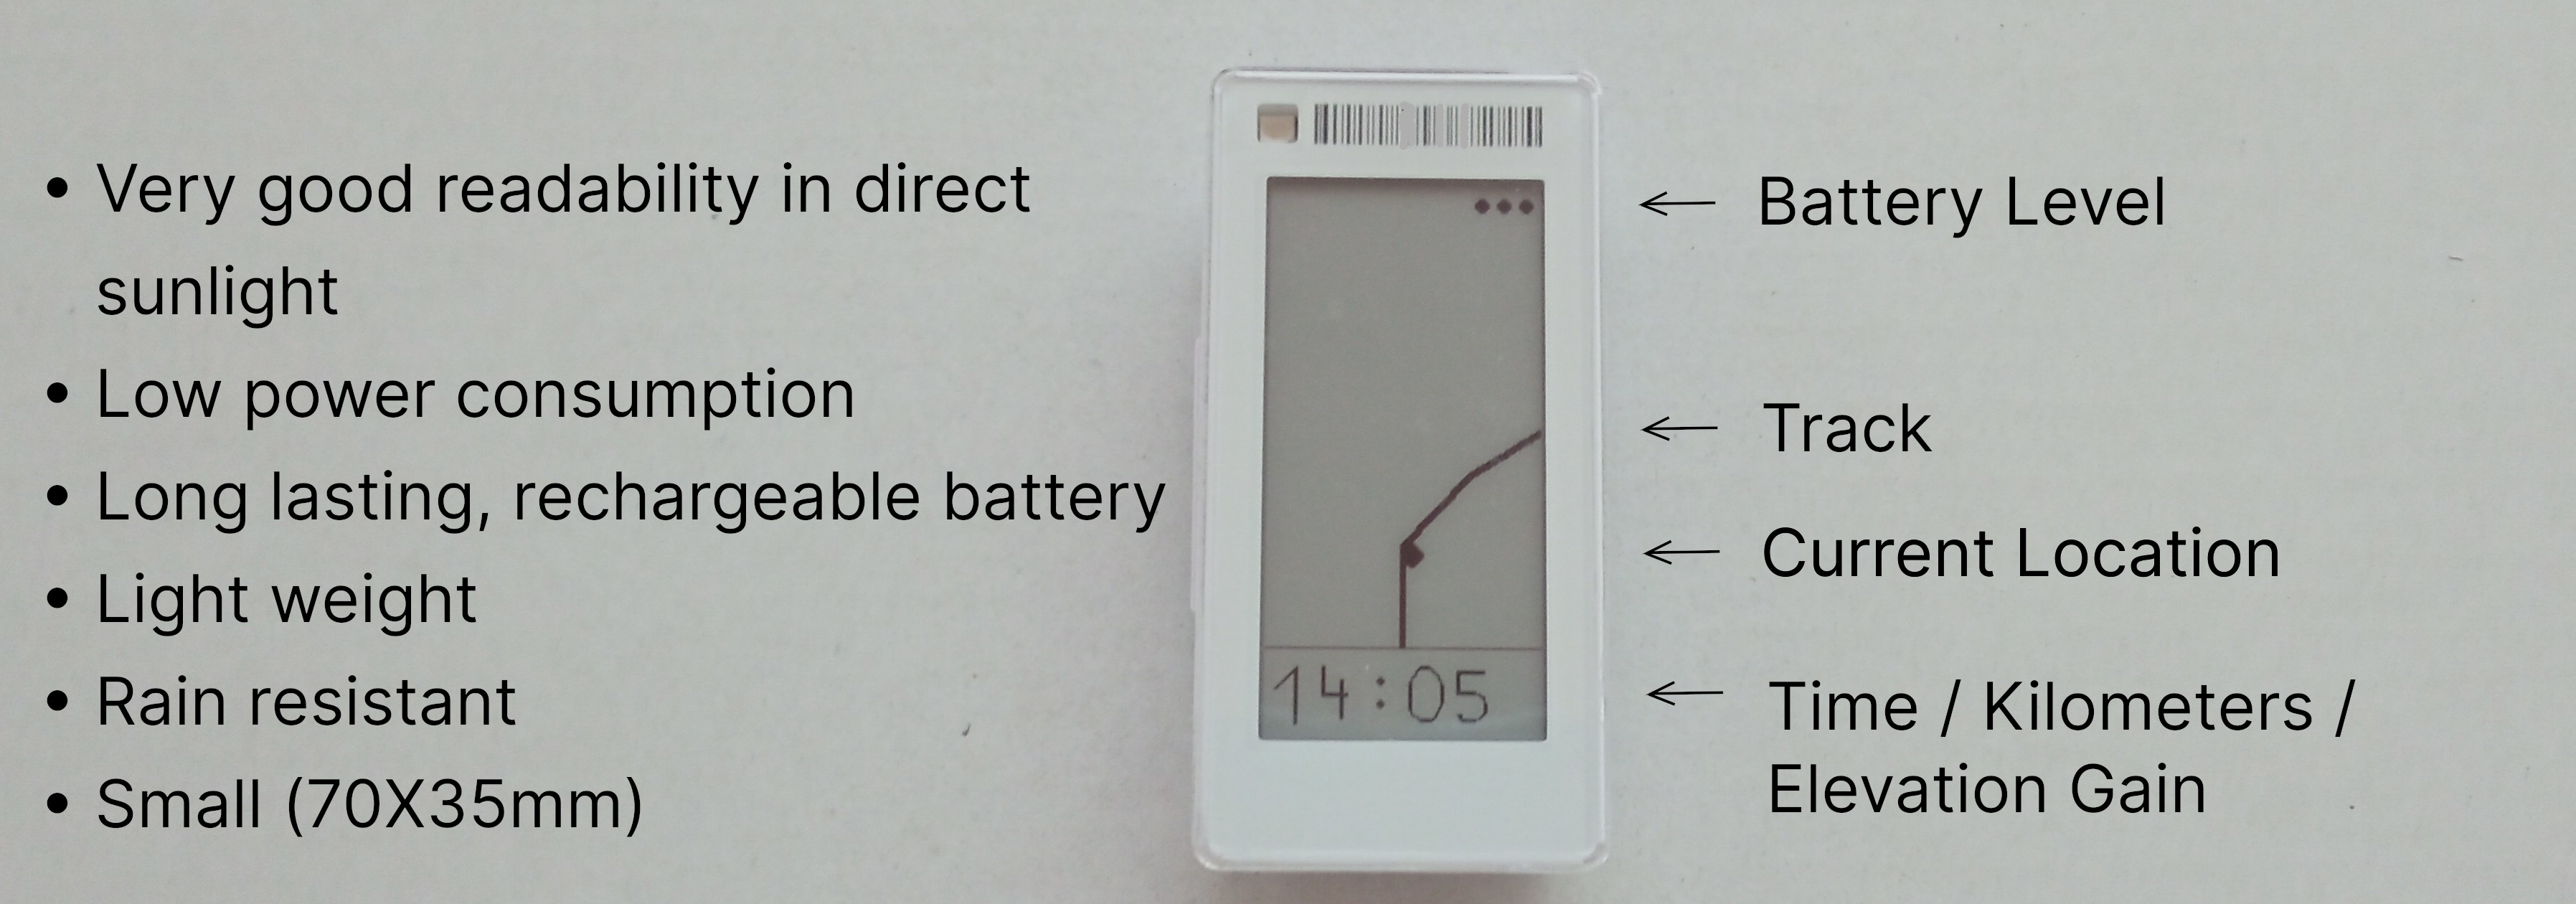 • Very good readability in direct
sunlight
• Low power consumption
• Long lasting, rechargeable battery
• Light weight
• Rain resistant
• Small (70X35mm)
14:05
← Battery Level
← Track
← Current Location
← Time / Kilometers /
Elevation Gain